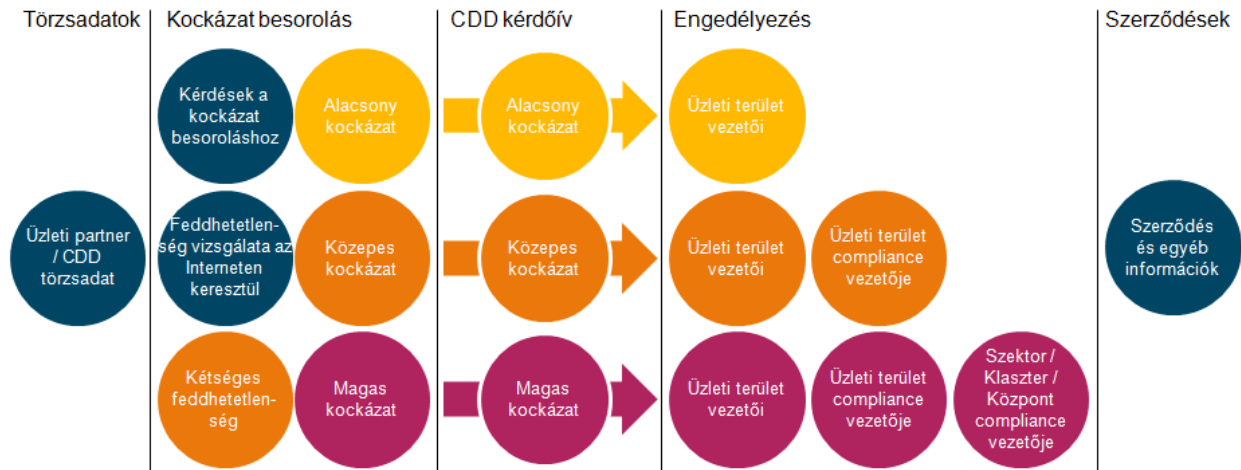 Törzsadatok
Kockázat besorolás
CDD kérdőív
Engedélyezés
Szerződések
Kérdések a
kockázat
besoroláshoz
Alacsony
kockázat
Alacsony
kockázat
Üzleti terület
vezetői
Üzleti partner
/ CDD
törzsadat
Feddhetetlen-
ség vizsgálata az
Interneten
keresztül
Közepes
kockázat
Közepes
kockázat
Üzleti terület
vezetői
Üzleti terület
compliance
vezetője
Szerződés
és egyéb
információk
Kétséges
feddhetetlen-
ség
Magas
kockázat
Magas
kockázat
Üzleti terület
vezetői
Üzleti terület
compliance
vezetője
Szektor /
Klaszter /
Központ
compliance
vezetője